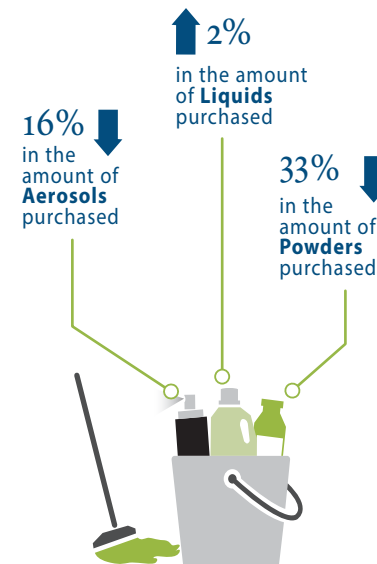 2%
in the amount
of Liquids
purchased
16%
in the
amount of
Aerosols
purchased
33%
in the
amount of
Powders
purchased